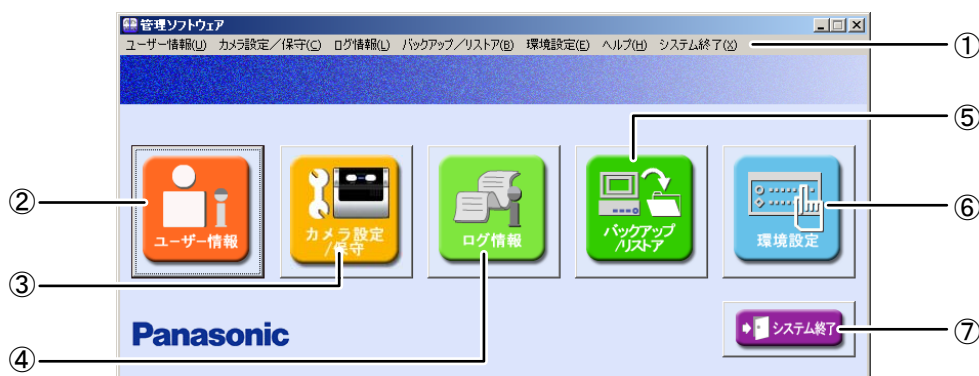 管理ソフトウェア
ユーザー情報(U) カメラ設定／保守(C) ログ情報(L) バックアップ／リストア(B) 環境設定(E) ヘルプ(H) システム終了(X)
①
⑤
②
ユーザー情報
カメラ設定
/保守
ログ情報
バックアップ
/リストア
環境設定
⑥
③
Panasonic
システム終了
⑦
④